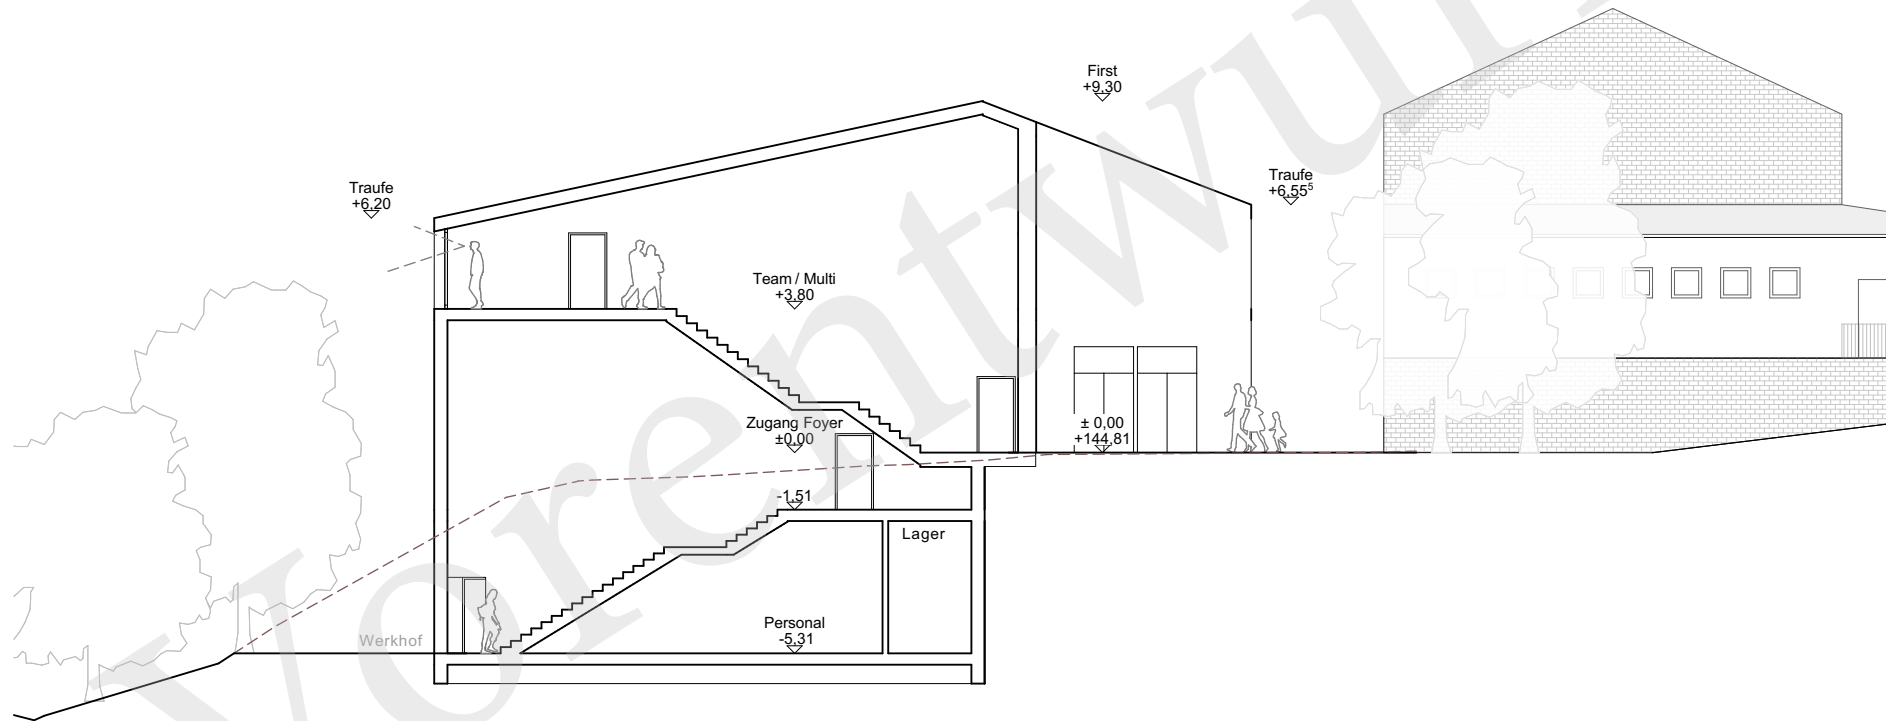 Vorentwurf
First
+9,30
Traufe
+6,20
Traufe
+6,55⁵
Team / Multi
+3,80
Zugang Foyer
±0,00
± 0,00
+144,81
-1,51
Lager
Personal
-5,31
Werkhof